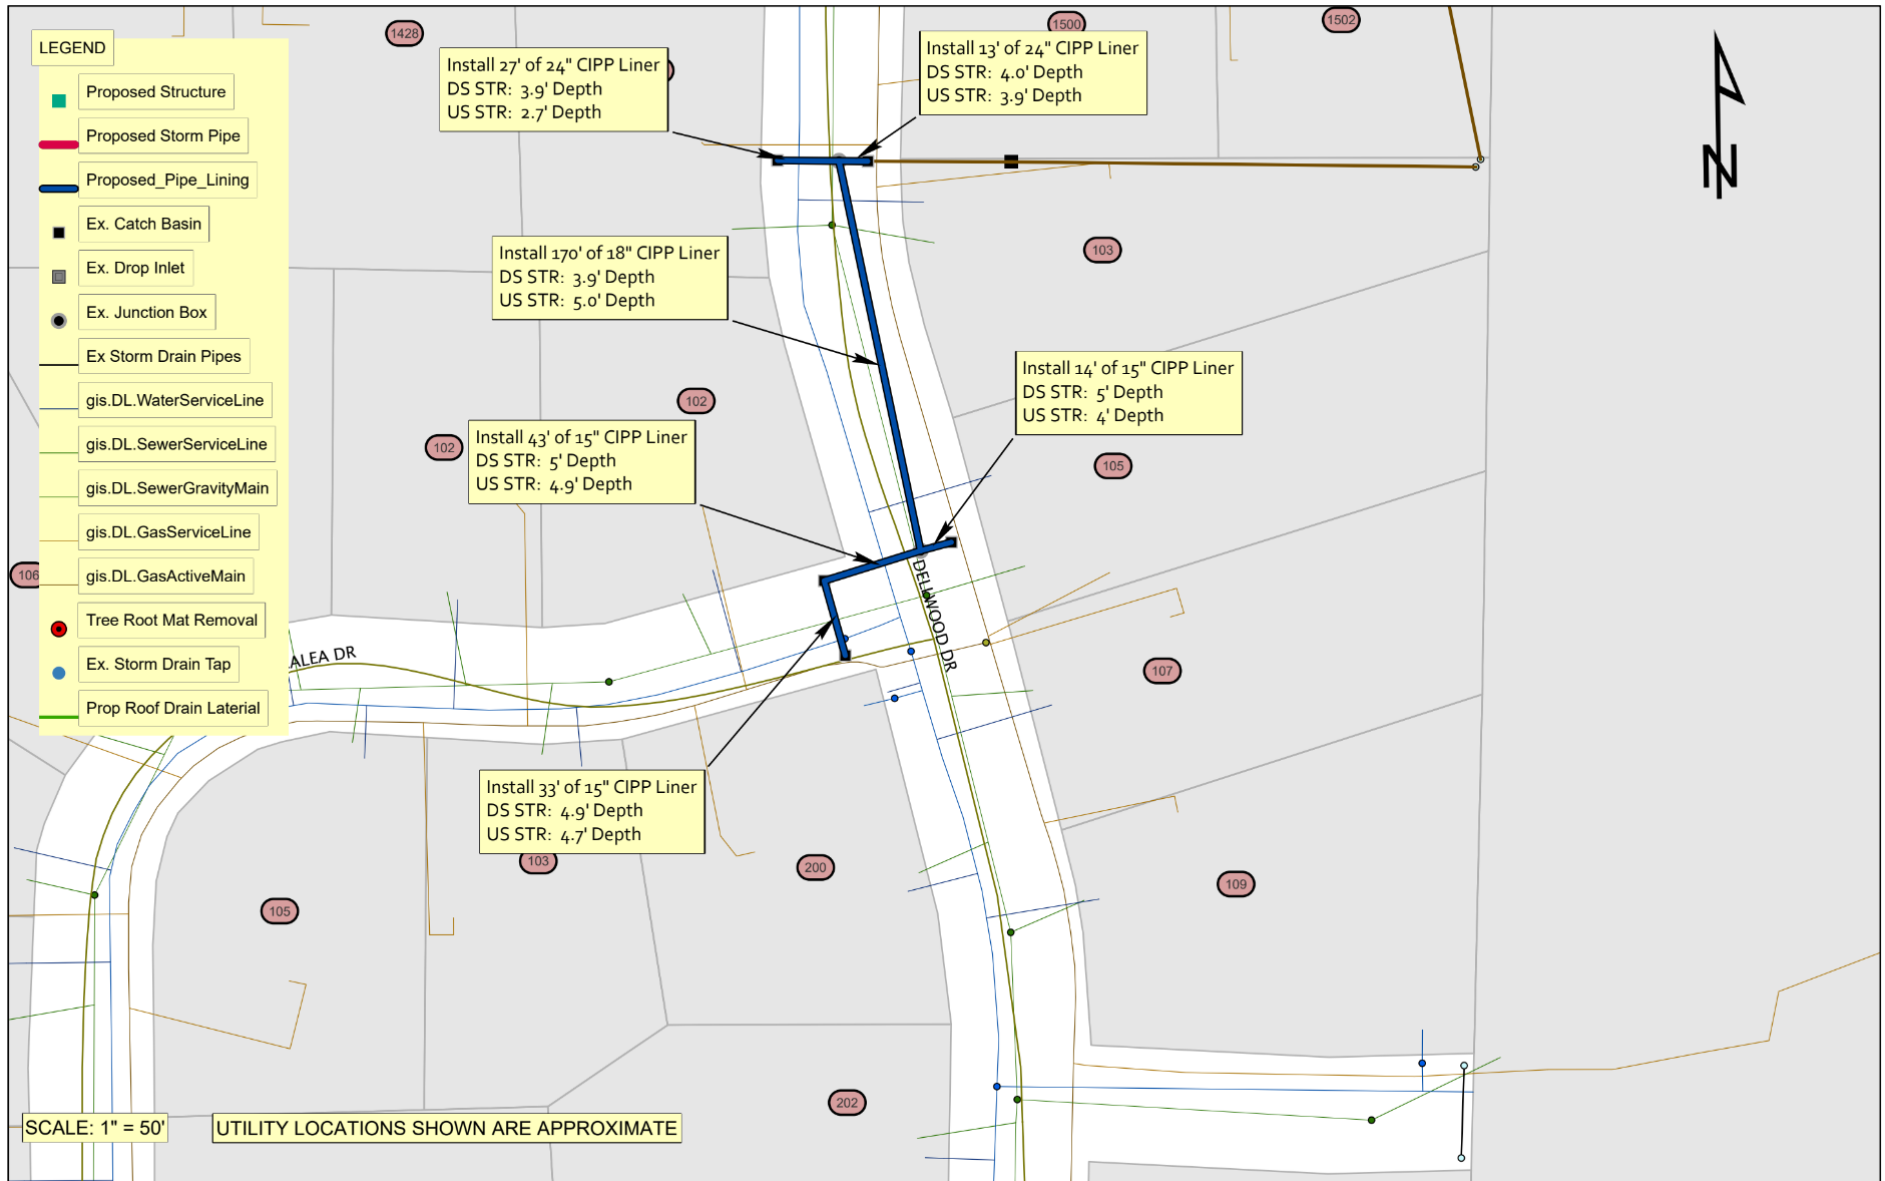 LEGEND
Proposed Structure
Proposed Storm Pipe
Proposed_Pipe_Lining
Ex. Catch Basin
Ex. Drop Inlet
Ex. Junction Box
Ex Storm Drain Pipes
gis.DL.WaterServiceLine
gis.DL.SewerServiceLine
gis.DL.SewerGravityMain
gis.DL.GasServiceLine
gis.DL.GasActiveMain
Tree Root Mat Removal
Ex. Storm Drain Tap
Prop Roof Drain Laterial
1428
1500
1502
Install 27' of 24" CIPP Liner
DS STR: 3.9' Depth
US STR: 2.7' Depth
Install 13' of 24" CIPP Liner
DS STR: 4.0' Depth
US STR: 3.9' Depth
N
103
Install 170' of 18" CIPP Liner
DS STR: 3.9' Depth
US STR: 5.0' Depth
Install 14' of 15" CIPP Liner
DS STR: 5' Depth
US STR: 4' Depth
102
102
105
Install 43' of 15" CIPP Liner
DS STR: 5' Depth
US STR: 4.9' Depth
106
DELLWOOD DR
ALEA DR
107
Install 33' of 15" CIPP Liner
DS STR: 4.9' Depth
US STR: 4.7' Depth
103
200
109
105
202
SCALE: 1" = 50'
UTILITY LOCATIONS SHOWN ARE APPROXIMATE